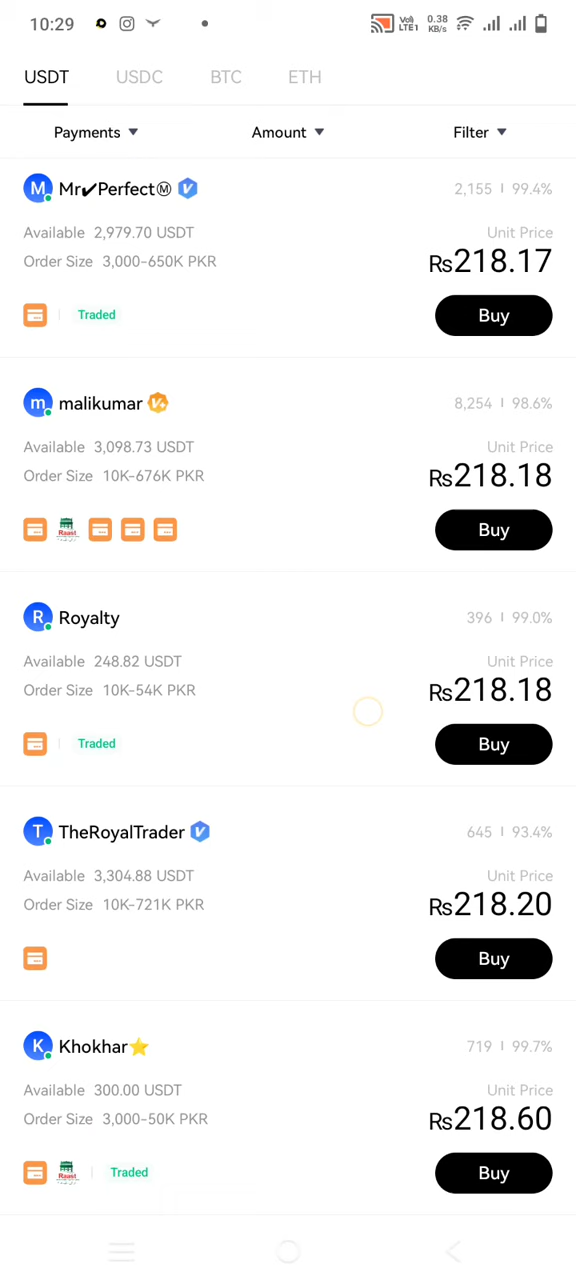 10:29
Vo)) LTE1
0.38 KB/s
USDT USDC BTC ETH
Payments Amount Filter
M Mr✔PerfectⓂ V 2,155 | 99.4%
Available 2,979.70 USDT Unit Price
Order Size 3,000-650K PKR ₨218.17
Traded Buy
m malikumar V+ 8,254 | 98.6%
Available 3,098.73 USDT Unit Price
Order Size 10K-676K PKR ₨218.18
Raast Buy
R Royalty 396 | 99.0%
Available 248.82 USDT Unit Price
Order Size 10K-54K PKR ₨218.18
Traded Buy
T TheRoyalTrader V 645 | 93.4%
Available 3,304.88 USDT Unit Price
Order Size 10K-721K PKR ₨218.20
Buy
K Khokhar⭐ 719 | 99.7%
Available 300.00 USDT Unit Price
Order Size 3,000-50K PKR ₨218.60
Raast Traded Buy